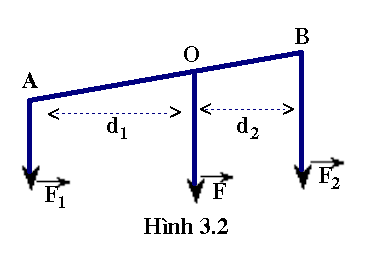 B
O
A
d₁ d₂
F₁ F F₂
Hình 3.2